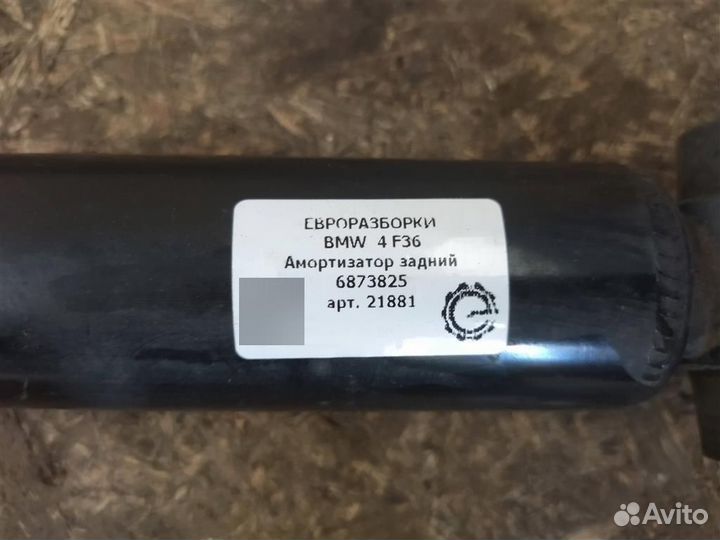 ЕВРОРАЗБОРКИ
BMW 4 F36
Амортизатор задний
6873825
арт. 21881
Avito